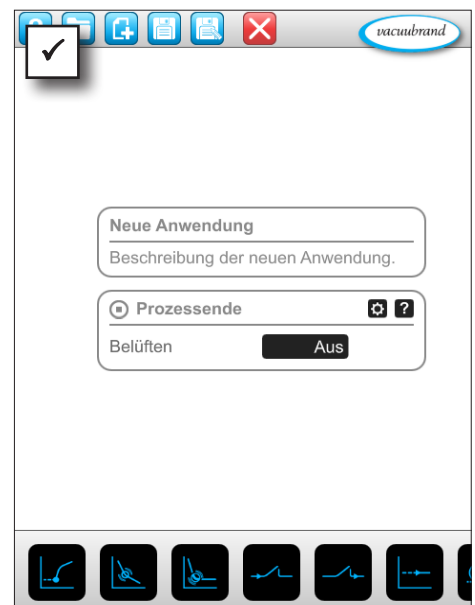 vacuubrand
Neue Anwendung
Beschreibung der neuen Anwendung.
Prozessende ?
Belüften Aus